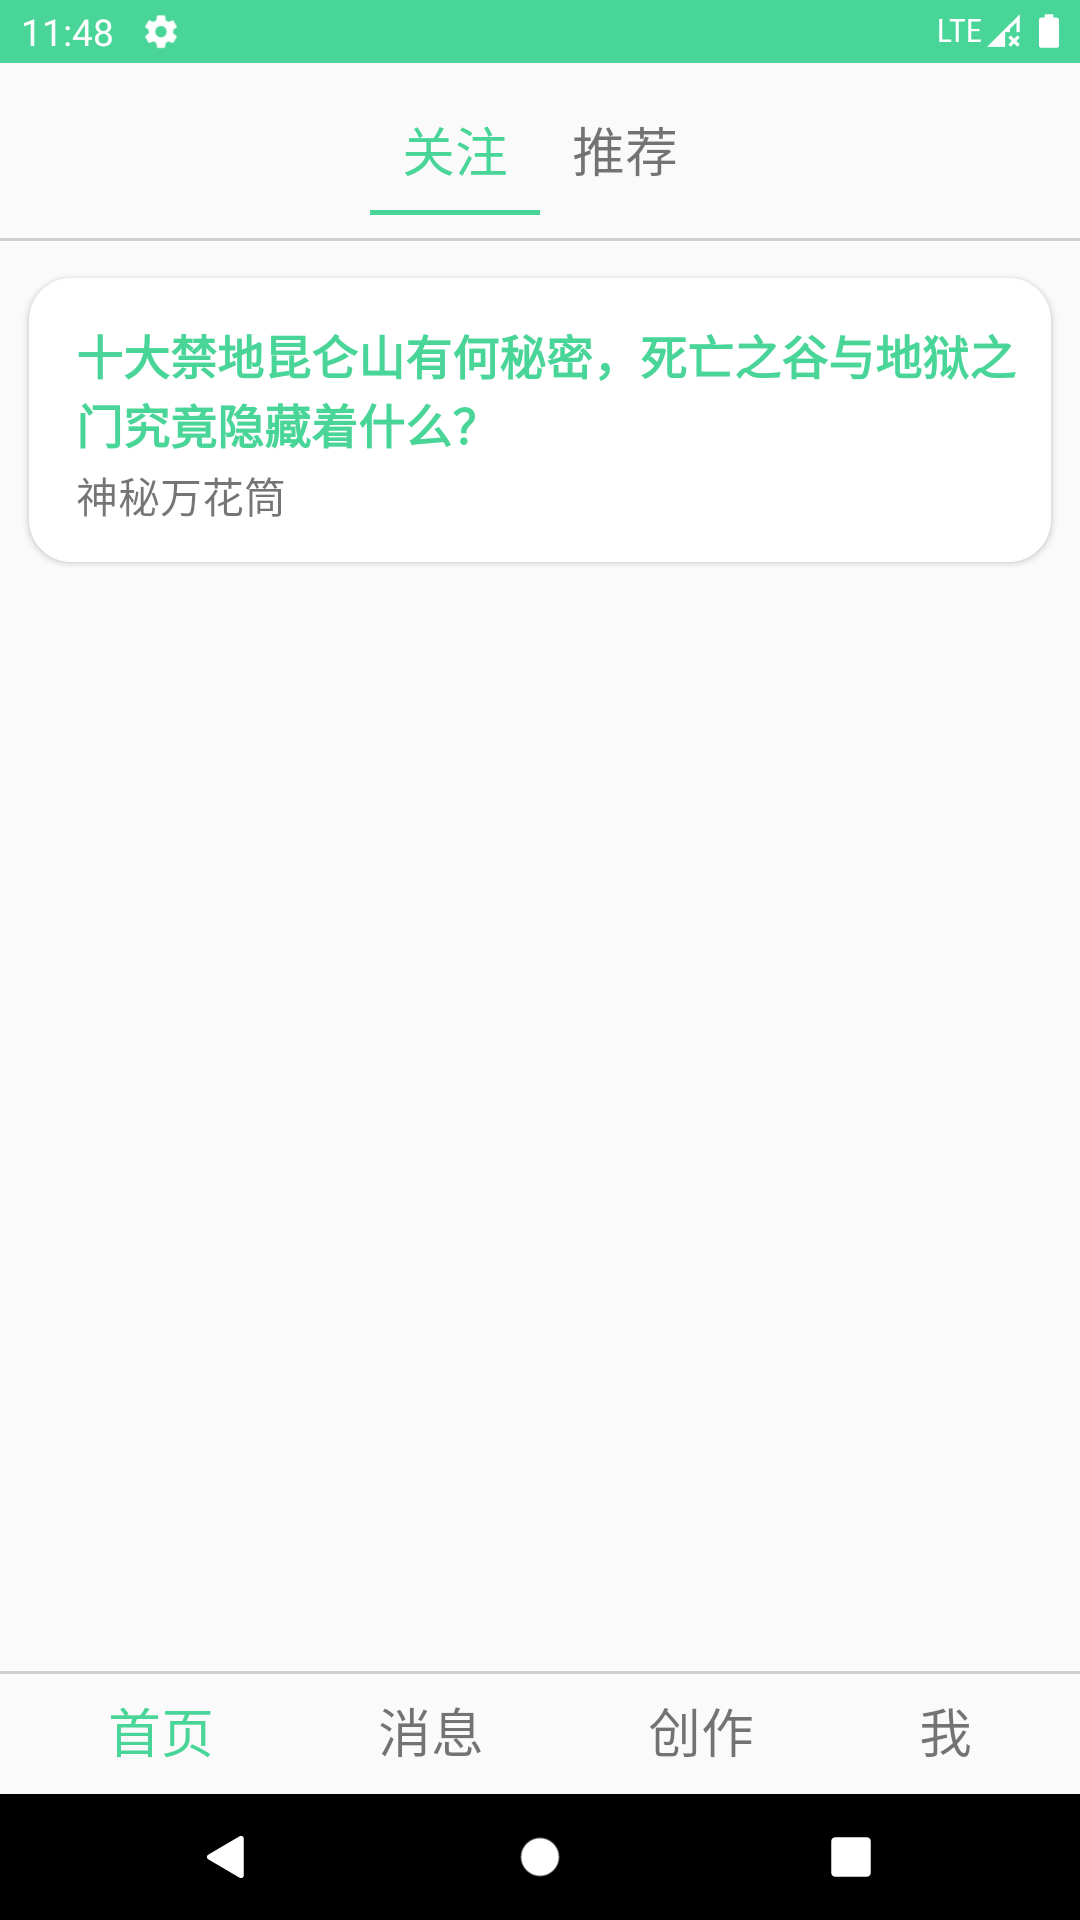 11:48
LTE
关注 推荐
十大禁地昆仑山有何秘密，死亡之谷与地狱之
门究竟隐藏着什么？
神秘万花筒
首页 消息 创作 我